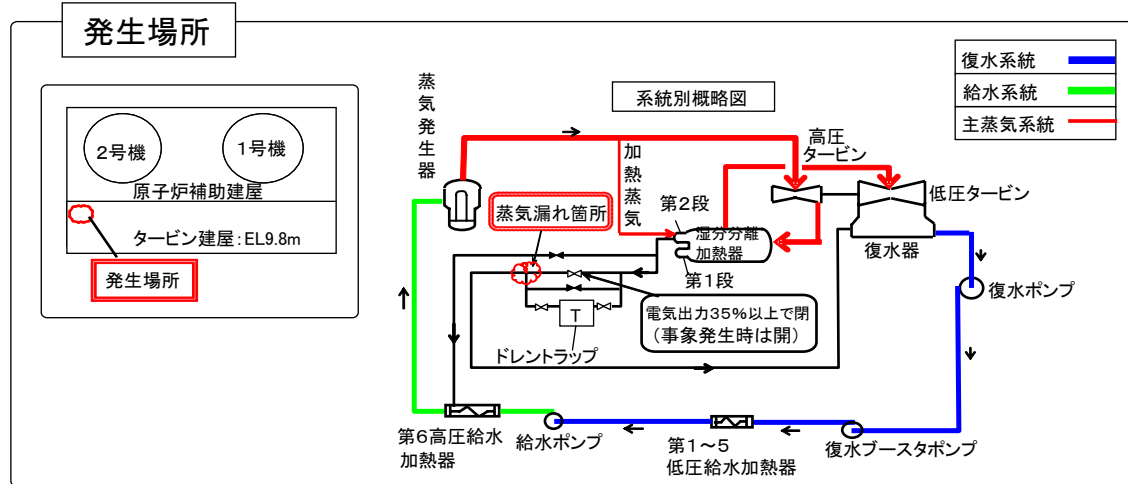 発生場所
2号機
1号機
原子炉補助建屋
タービン建屋:EL9.8m
発生場所
系統別概略図
復水系統
給水系統
主蒸気系統
蒸気発生器
加熱蒸気
高圧
タービン
低圧タービン
復水器
蒸気漏れ箇所
第2段
湿分分離
加熱器
第1段
電気出力35%以上で閉
(事象発生時は開)
T
ドレントラップ
復水ポンプ
第6高圧給水
加熱器
給水ポンプ
第1~5
低圧給水加熱器
復水ブースタポンプ